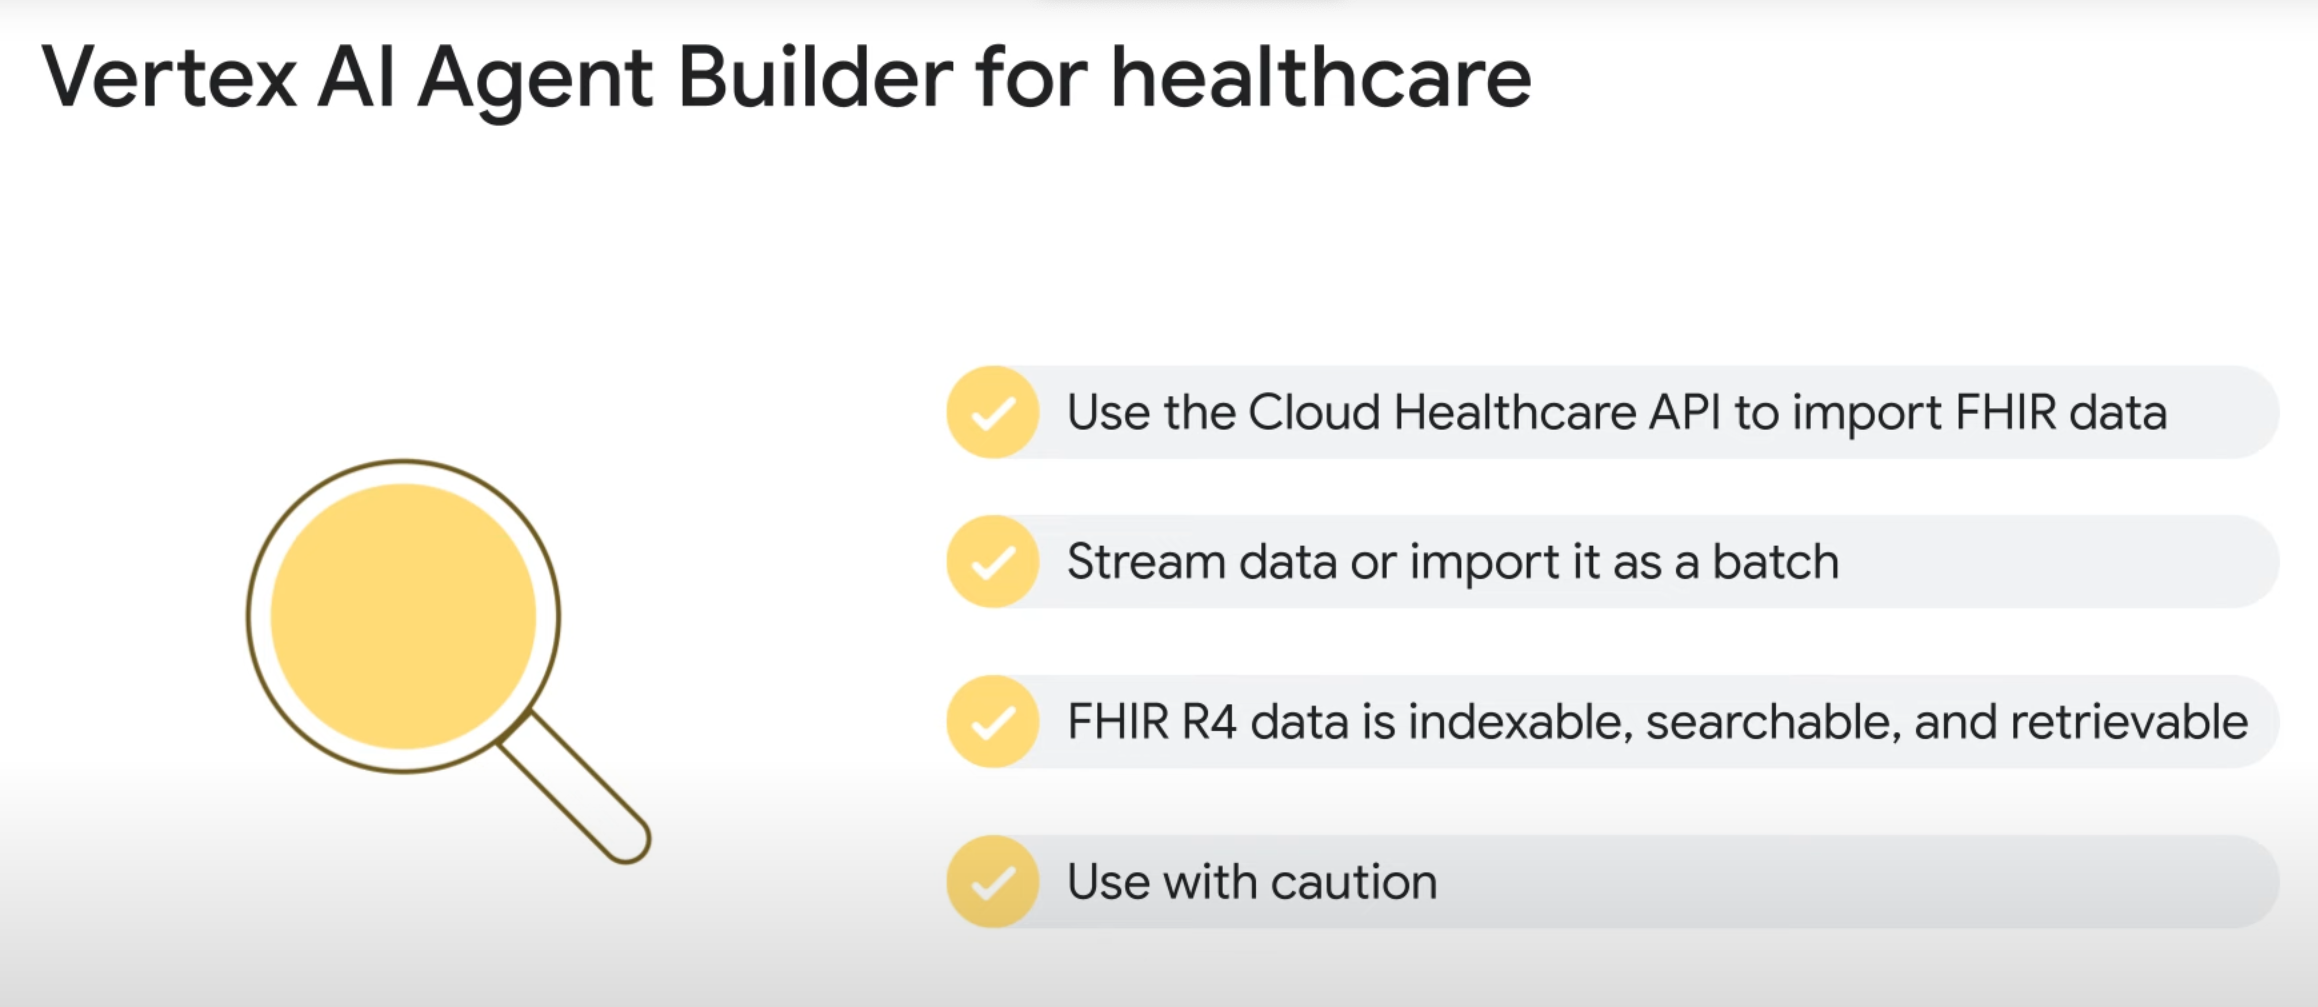 Vertex AI Agent Builder for healthcare
Use the Cloud Healthcare API to import FHIR data
Stream data or import it as a batch
FHIR R4 data is indexable, searchable, and retrievable
Use with caution